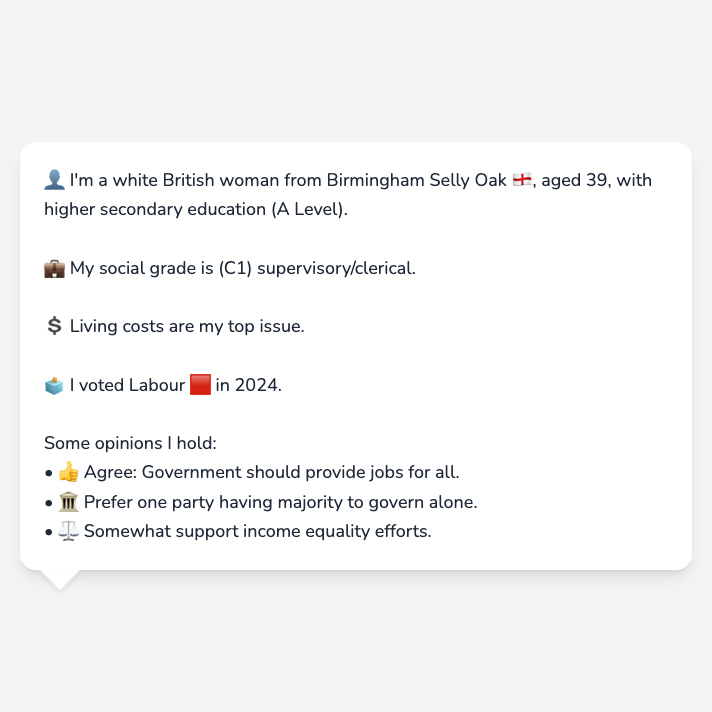 👤 I'm a white British woman from Birmingham Selly Oak 🏴󠁧󠁢󠁥󠁮󠁧󠁿, aged 39, with
higher secondary education (A Level).
💼 My social grade is (C1) supervisory/clerical.
💲 Living costs are my top issue.
🗳️ I voted Labour 🟥 in 2024.
Some opinions I hold:
• 👍 Agree: Government should provide jobs for all.
• 🏛️ Prefer one party having majority to govern alone.
• ⚖️ Somewhat support income equality efforts.